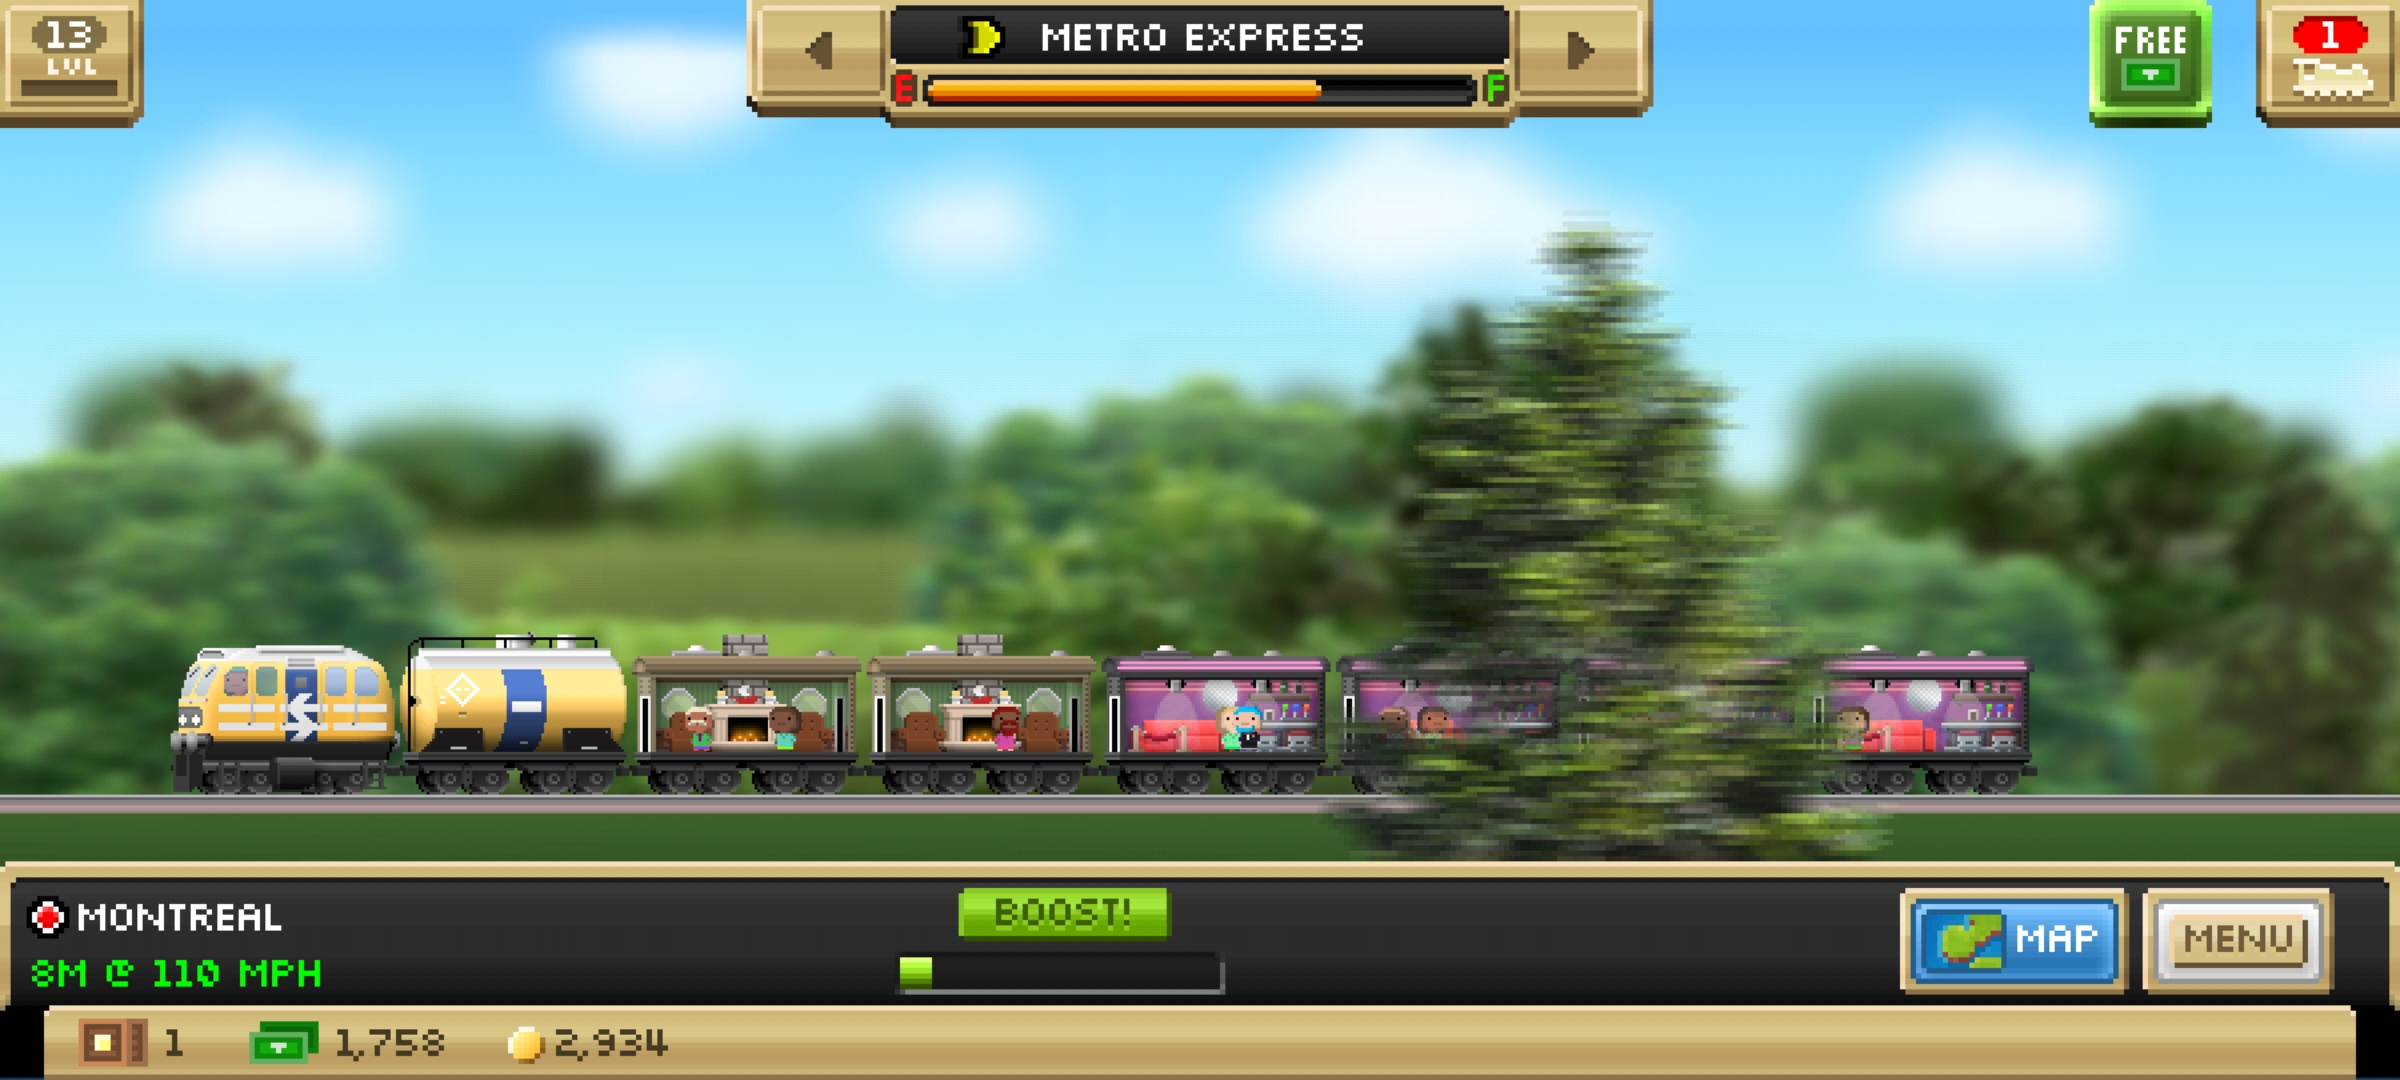 13
LVL
METRO EXPRESS
E F
FREE
1
MONTREAL
8M @ 110 MPH
BOOST!
MAP
MENU
1 1,758 2,934